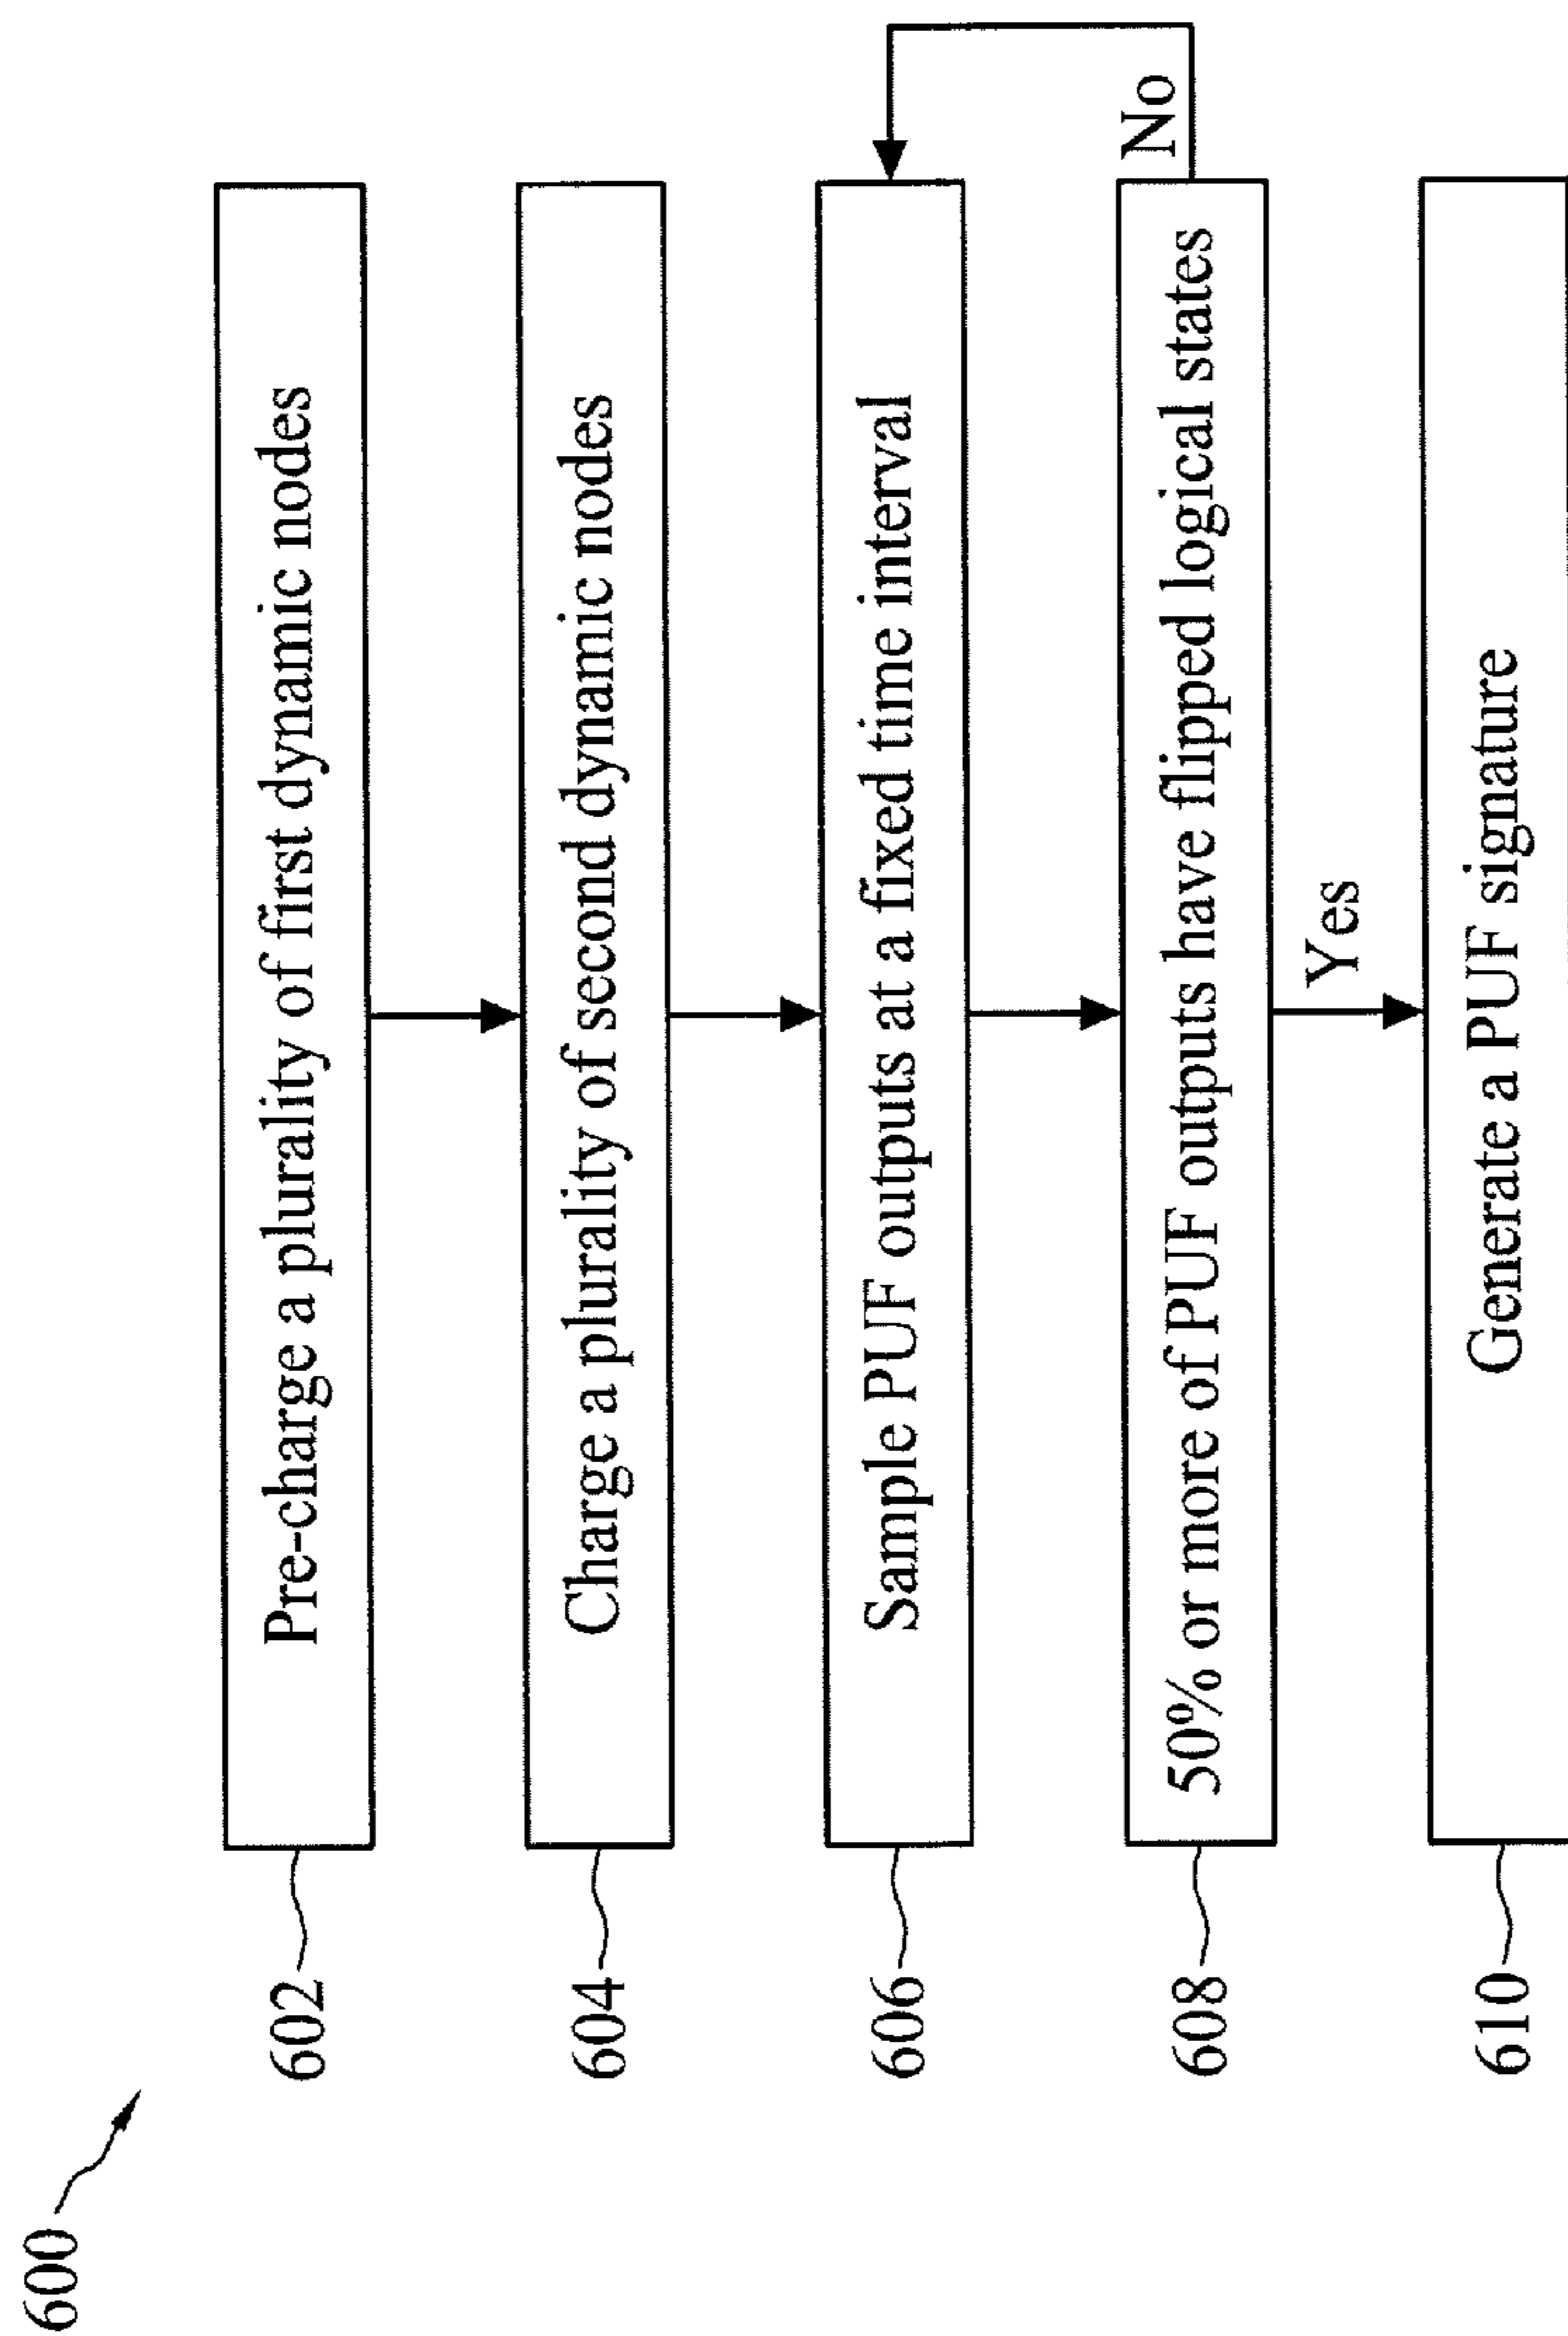 600
602
Pre-charge a plurality of first dynamic nodes
604
Charge a plurality of second dynamic nodes
606
Sample PUF outputs at a fixed time interval
608
50% or more of PUF outputs have flipped logical states
No
Yes
610
Generate a PUF signature